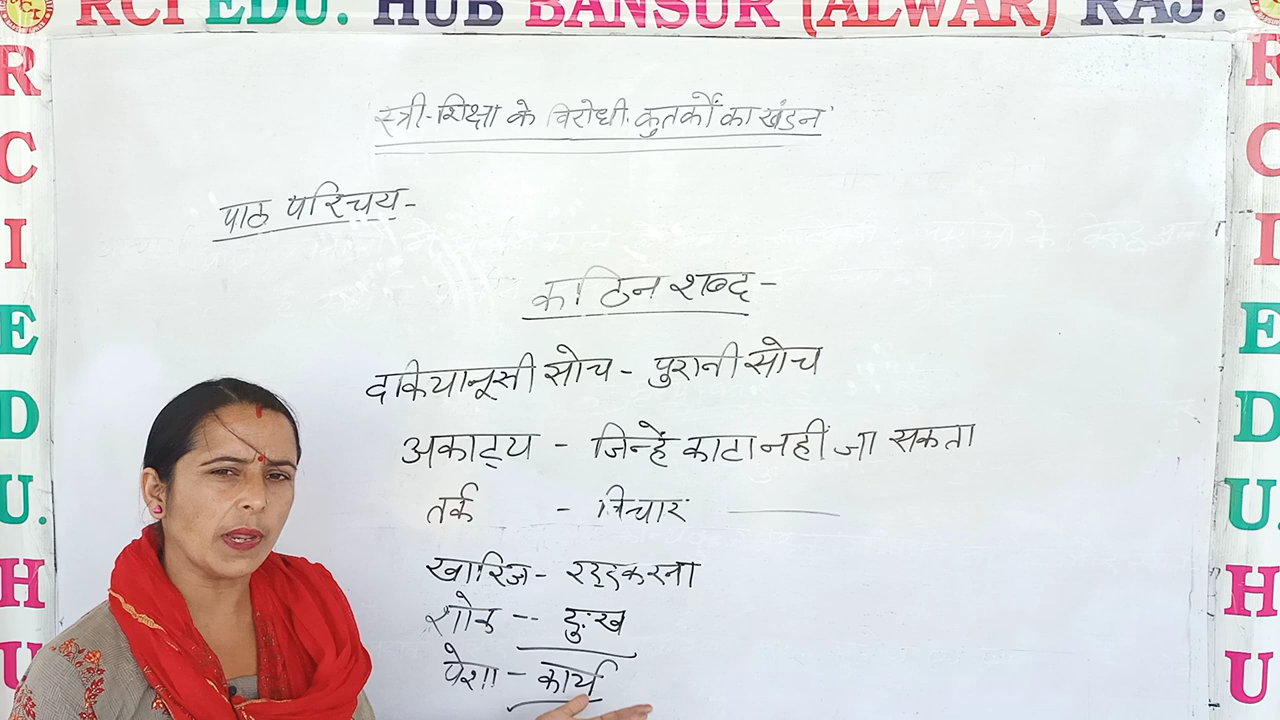 RCI EDU. HUB BANSUR (ALWAR) RAJ.
R C I E D U. H U
R C I E D U. H U
स्त्री-शिक्षा के विरोधी कुतर्कों का खंडन
पाठ परिचय-
कठिन शब्द-
दकियानूसी सोच - पुरानी सोच
अकाट्य - जिन्हें काटा नहीं जा सकता
तर्क - विचार
खारिज - रद्द करना
शोक -- दुःख
पेशा - कार्य